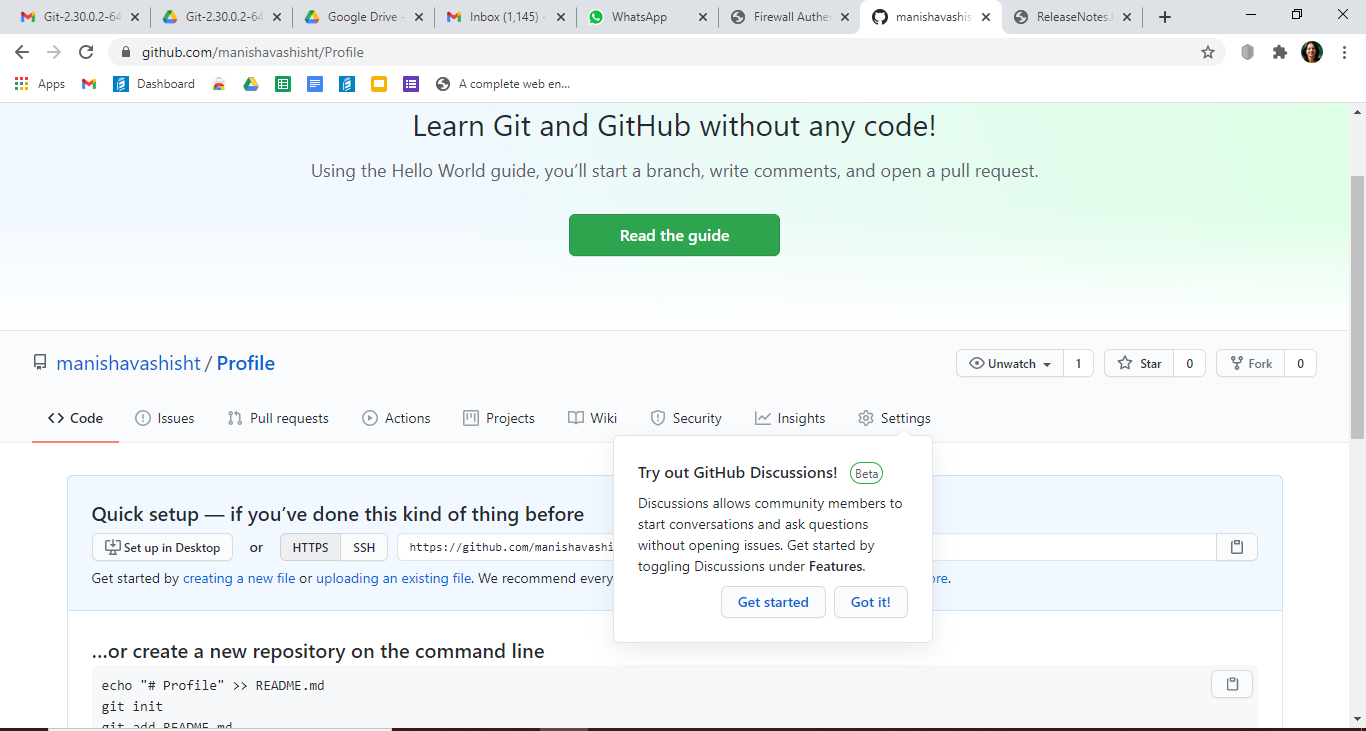 Git-2.30.0.2-64 Git-2.30.0.2-64 Google Drive - Inbox (1,145) - WhatsApp Firewall Authen manishavashis ReleaseNotes.
github.com/manishavashisht/Profile
Apps Dashboard A complete web en...
Learn Git and GitHub without any code!
Using the Hello World guide, you’ll start a branch, write comments, and open a pull request.
Read the guide
manishavashisht / Profile Unwatch 1 Star 0 Fork 0
Code Issues Pull requests Actions Projects Wiki Security Insights Settings
Try out GitHub Discussions! Beta
Discussions allows community members to
start conversations and ask questions
without opening issues. Get started by
toggling Discussions under Features.
Get started Got it!
Quick setup — if you’ve done this kind of thing before
Set up in Desktop or HTTPS SSH https://github.com/manishavashi
Get started by creating a new file or uploading an existing file. We recommend every ore.
…or create a new repository on the command line
echo "# Profile" >> README.md
git init
git add README.md